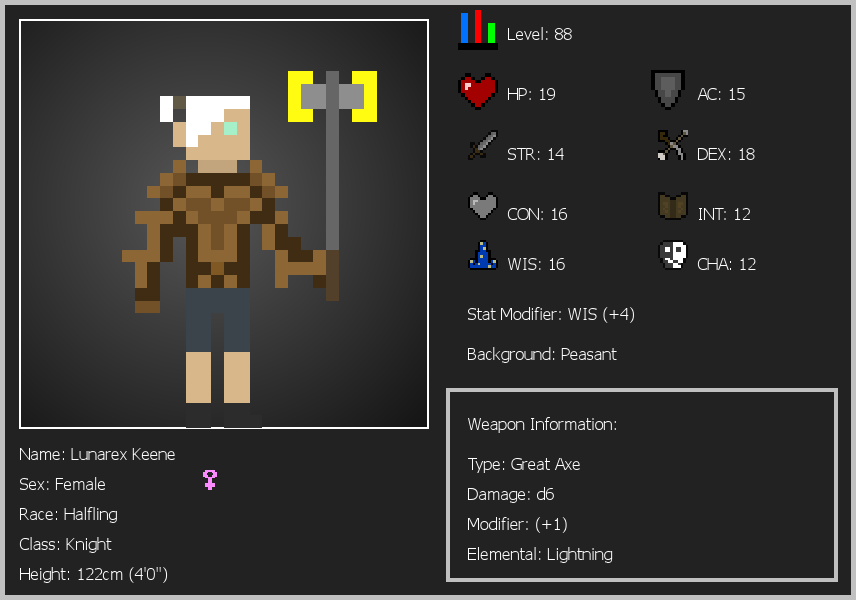 Level: 88
HP: 19
AC: 15
STR: 14
DEX: 18
CON: 16
INT: 12
WIS: 16
CHA: 12
Stat Modifier: WIS (+4)
Background: Peasant
Weapon Information:
Type: Great Axe
Damage: d6
Modifier: (+1)
Elemental: Lightning
Name: Lunarex Keene
Sex: Female
Race: Halfling
Class: Knight
Height: 122cm (4'0")